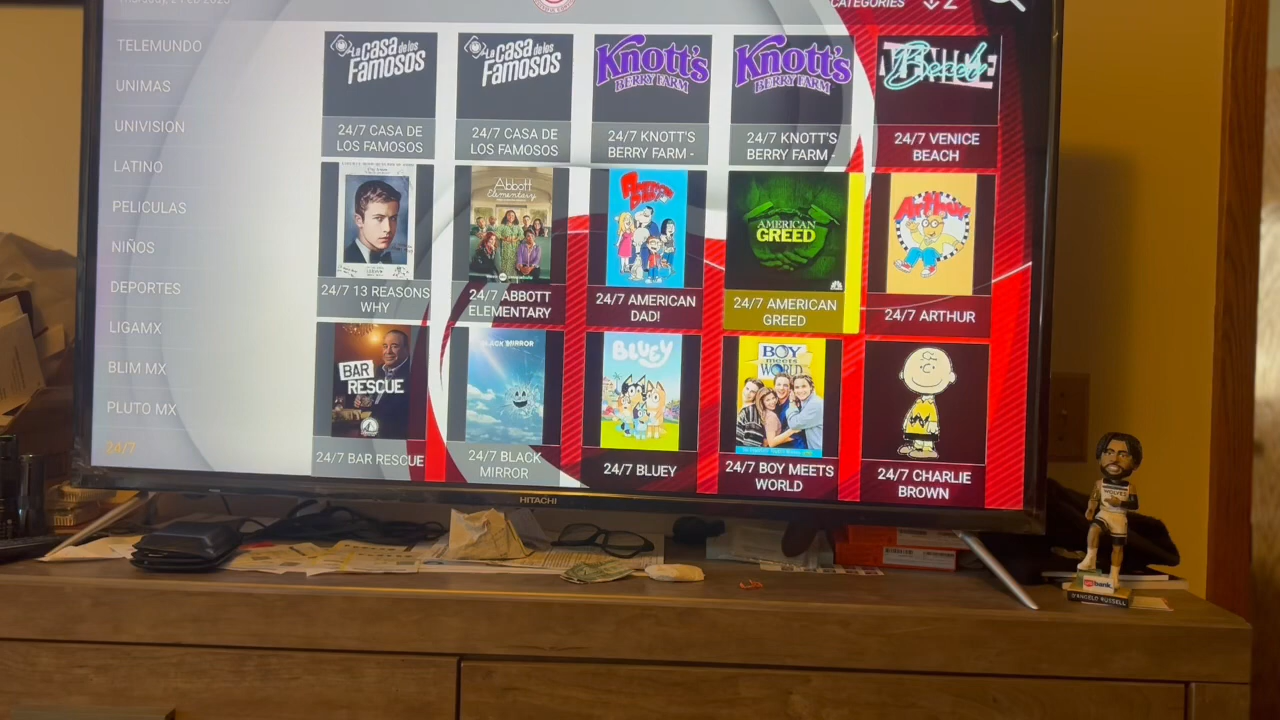 CATEGORIES
TELEMUNDO
UNIMAS
UNIVISION
LATINO
PELICULAS
NIÑOS
DEPORTES
LIGAMX
BLIM MX
PLUTO MX
24/7
La casa de los
Famosos
24/7 CASA DE
LOS FAMOSOS
La casa de los
Famosos
24/7 CASA DE
LOS FAMOSOS
Knott's
BERRY FARM
24/7 KNOTT'S
BERRY FARM -
Knott's
BERRY FARM
24/7 KNOTT'S
BERRY FARM -
Beach
24/7 VENICE
BEACH
24/7 13 REASONS
WHY
Abbott
Elementary
24/7 ABBOTT
ELEMENTARY
24/7 AMERICAN
DAD!
AMERICAN
GREED
24/7 AMERICAN
GREED
Arthur
24/7 ARTHUR
BAR
RESCUE
24/7 BAR RESCUE
BLACK MIRROR
24/7 BLACK
MIRROR
BLUEY
24/7 BLUEY
BOY
MEETS
WORLD
24/7 BOY MEETS
WORLD
24/7 CHARLIE
BROWN
HITACHI
WOLVES
bank
D'ANGELO RUSSELL